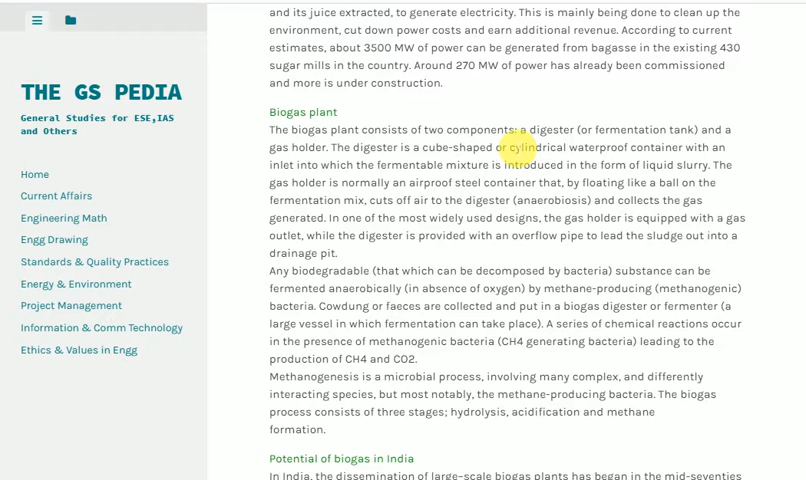 and its juice extracted, to generate electricity. This is mainly being done to clean up the
environment, cut down power costs and earn additional revenue. According to current
estimates, about 3500 MW of power can be generated from bagasse in the existing 430
sugar mills in the country. Around 270 MW of power has already been commissioned
and more is under construction.
THE GS PEDIA
General Studies for ESE,IAS
and Others
Home
Current Affairs
Engineering Math
Engg Drawing
Standards & Quality Practices
Energy & Environment
Project Management
Information & Comm Technology
Ethics & Values in Engg
Biogas plant
The biogas plant consists of two components: a digester (or fermentation tank) and a
gas holder. The digester is a cube-shaped or cylindrical waterproof container with an
inlet into which the fermentable mixture is introduced in the form of liquid slurry. The
gas holder is normally an airproof steel container that, by floating like a ball on the
fermentation mix, cuts off air to the digester (anaerobiosis) and collects the gas
generated. In one of the most widely used designs, the gas holder is equipped with a gas
outlet, while the digester is provided with an overflow pipe to lead the sludge out into a
drainage pit.
Any biodegradable (that which can be decomposed by bacteria) substance can be
fermented anaerobically (in absence of oxygen) by methane-producing (methanogenic)
bacteria. Cowdung or faeces are collected and put in a biogas digester or fermenter (a
large vessel in which fermentation can take place). A series of chemical reactions occur
in the presence of methanogenic bacteria (CH4 generating bacteria) leading to the
production of CH4 and CO2.
Methanogenesis is a microbial process, involving many complex, and differently
interacting species, but most notably, the methane-producing bacteria. The biogas
process consists of three stages; hydrolysis, acidification and methane
formation.
Potential of biogas in India
In India, the dissemination of large-scale biogas plants has began in the mid-seventies